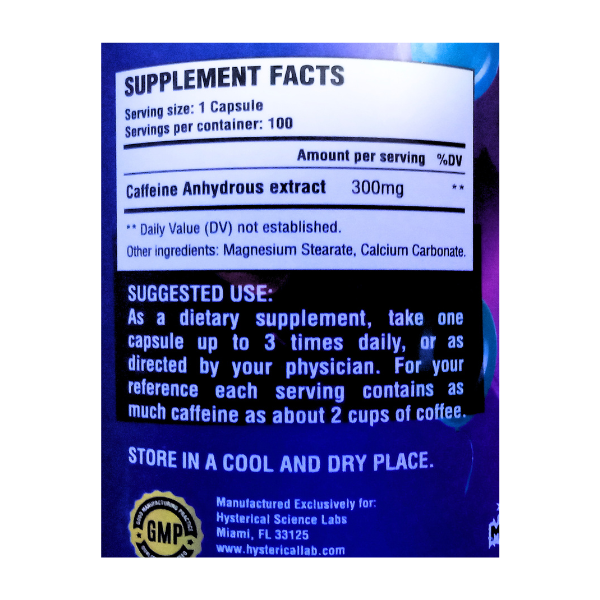 SUPPLEMENT FACTS
Serving size: 1 Capsule
Servings per container: 100
Amount per serving %DV
Caffeine Anhydrous extract 300mg **
** Daily Value (DV) not established.
Other ingredients: Magnesium Stearate, Calcium Carbonate.
SUGGESTED USE:
As a dietary supplement, take one
capsule up to 3 times daily, or as
directed by your physician. For your
reference each serving contains as
much caffeine as about 2 cups of coffee.
STORE IN A COOL AND DRY PLACE.
GOOD MANUFACTURING PRACTICE
GMP
Manufactured Exclusively for:
Hysterical Science Labs
Miami, FL 33125
www.hystericallab.com